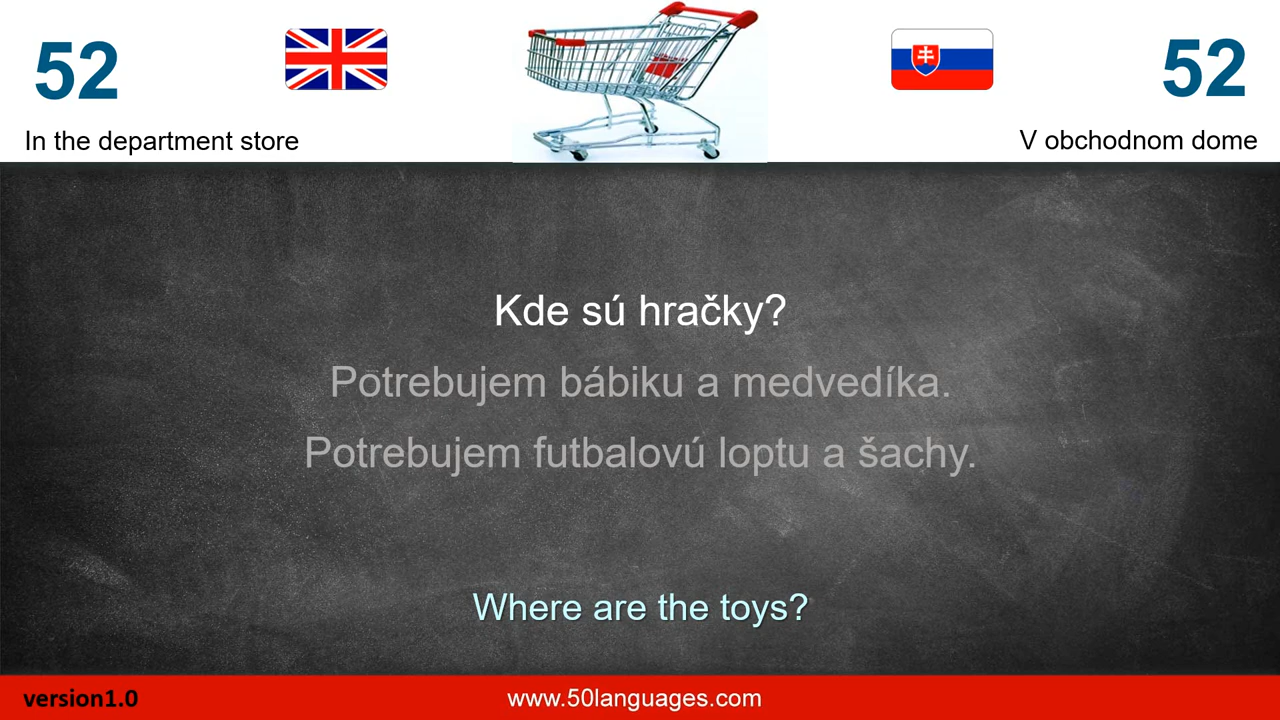 52
52
In the department store
V obchodnom dome
Kde sú hračky?
Potrebujem bábiku a medvedíka.
Potrebujem futbalovú loptu a šachy.
Where are the toys?
version1.0
www.50languages.com